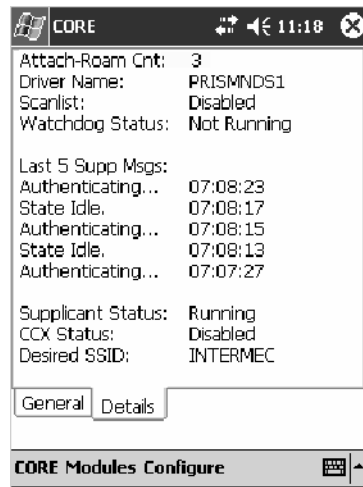 CORE 11:18
Attach-Roam Cnt: 3
Driver Name: PRISMNDS1
Scanlist: Disabled
Watchdog Status: Not Running
Last 5 Supp Msgs:
Authenticating... 07:08:23
State Idle. 07:08:17
Authenticating... 07:08:15
State Idle. 07:08:13
Authenticating... 07:07:27
Supplicant Status: Running
CCX Status: Disabled
Desired SSID: INTERMEC
General Details
CORE Modules Configure